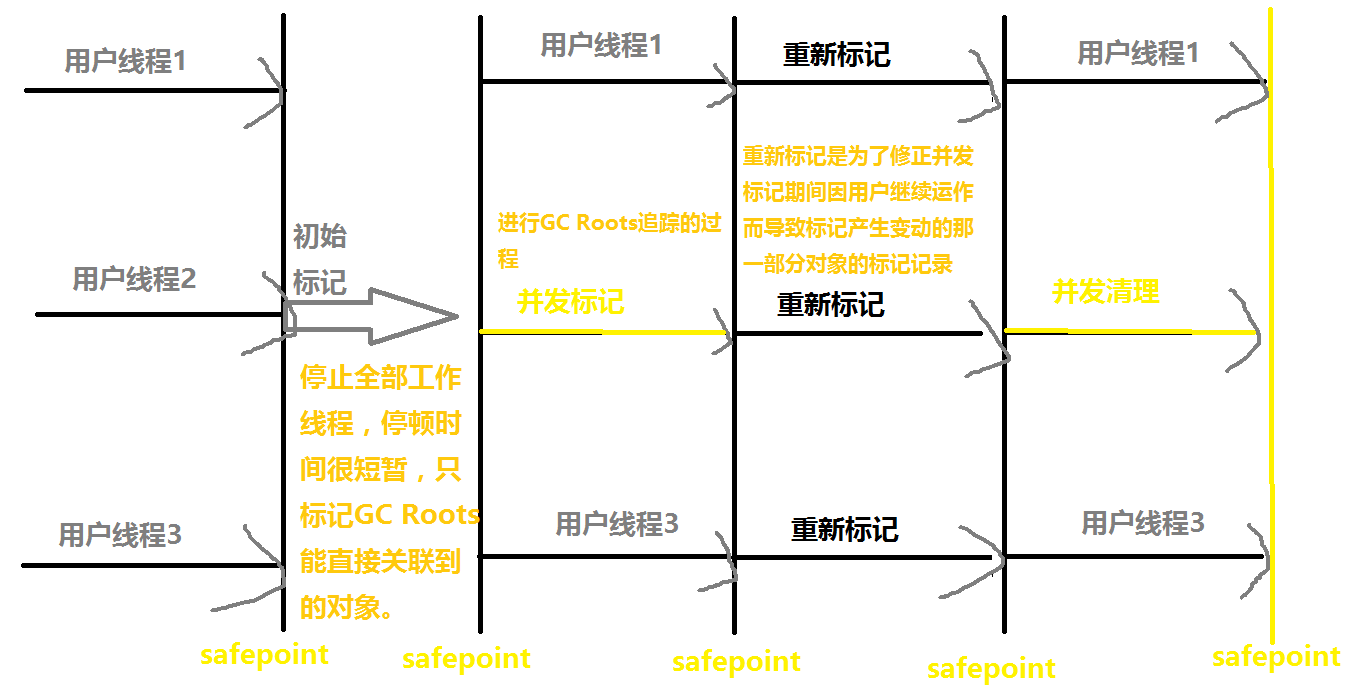 用户线程1
用户线程1
重新标记
用户线程1
重新标记是为了修正并发
标记期间因用户继续运作
而导致标记产生变动的那
一部分对象的标记记录
进行GC Roots追踪的过
程
初始
标记
用户线程2
并发标记
重新标记
并发清理
停止全部工作
线程，停顿时
间很短暂，只
标记GC Roots
能直接关联到
的对象。
用户线程3
用户线程3
重新标记
用户线程3
safepoint
safepoint
safepoint
safepoint
safepoint